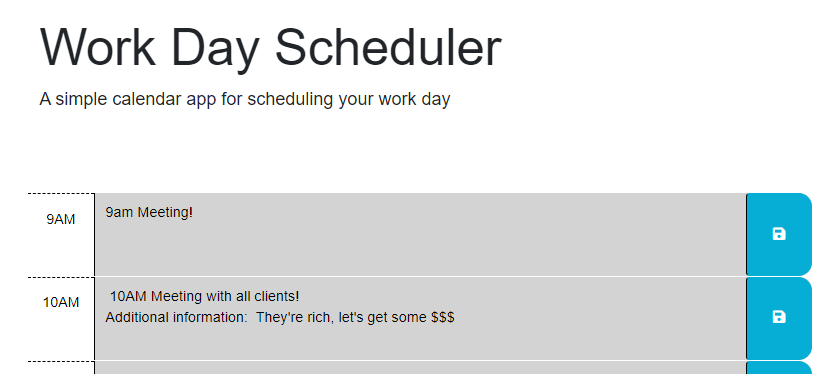 Work Day Scheduler
A simple calendar app for scheduling your work day
9AM
9am Meeting!
10AM
10AM Meeting with all clients!
Additional information:  They're rich, let's get some $$$